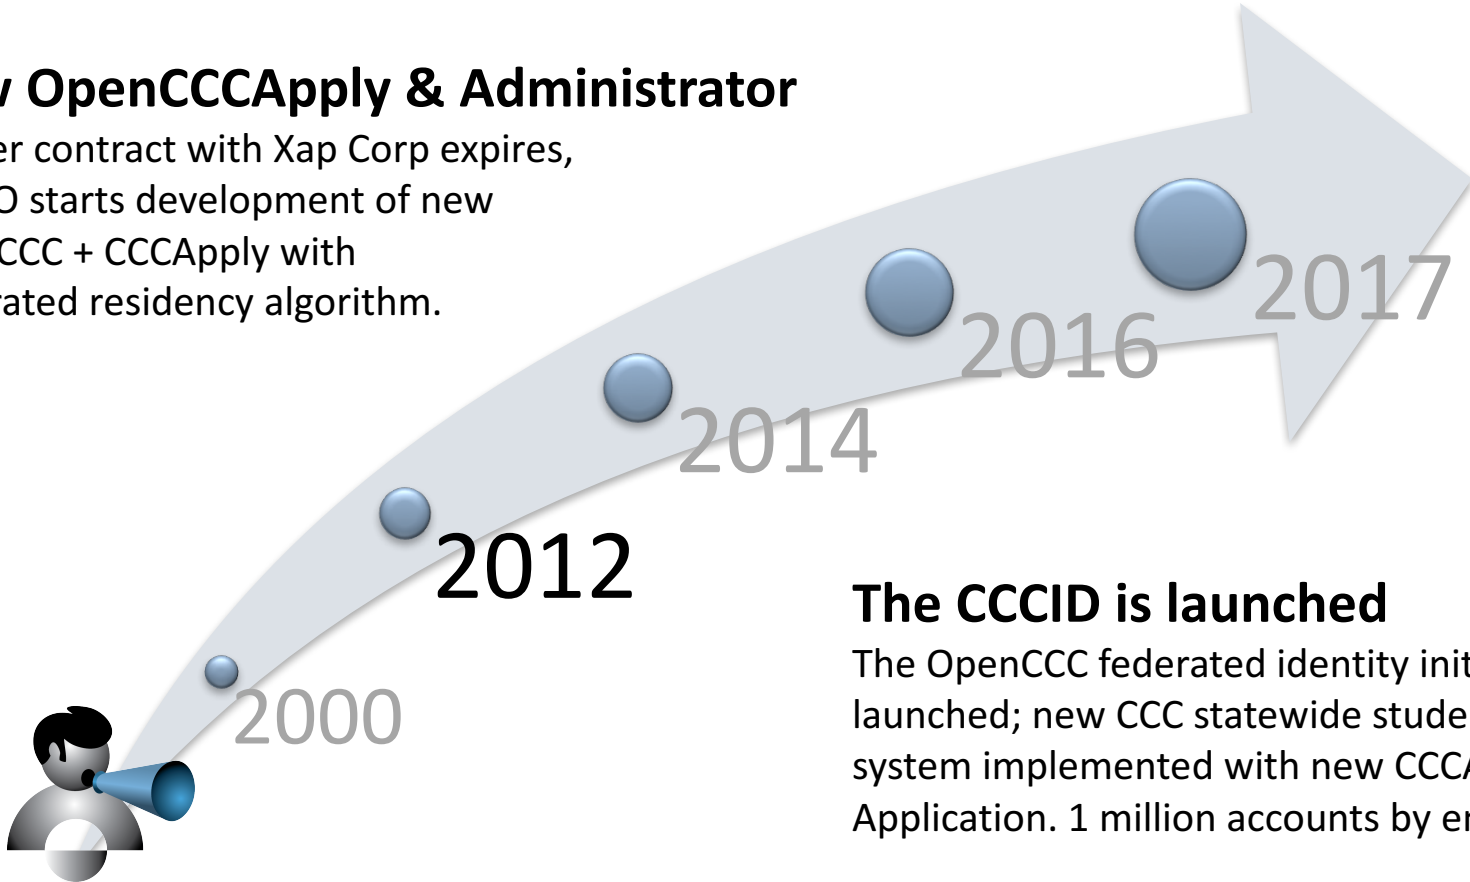 OpenCCCApply & Administrator
contract with Xap Corp expires,
starts development of new
CCC + CCCApply with
residency algorithm.
2017
2016
2014
2012
2000
The CCCID is launched
The OpenCCC federated identity
launched; new CCC statewide
system implemented with new
Application. 1 million accounts by